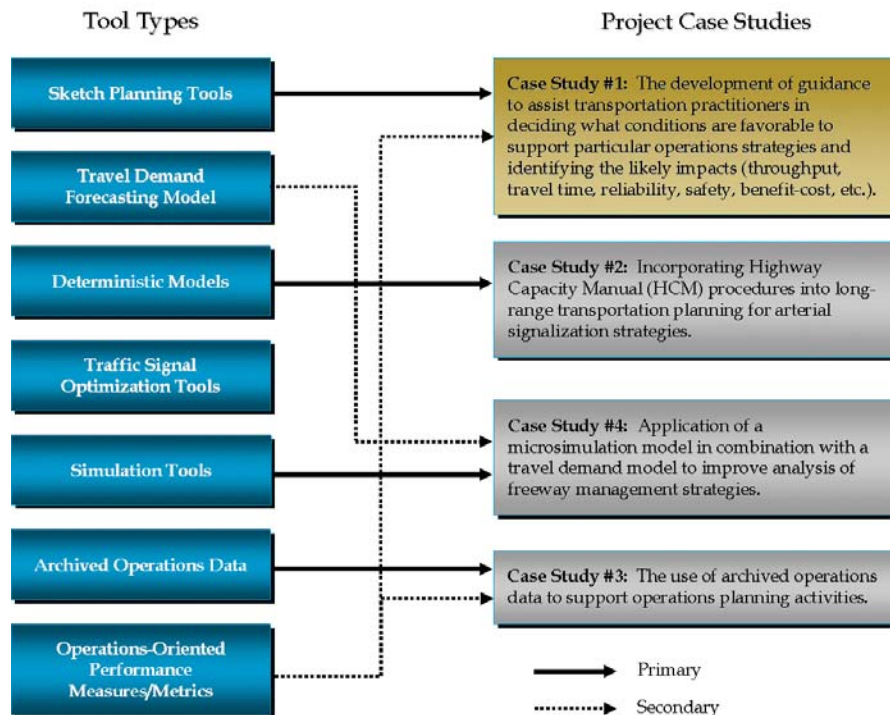 Tool Types
Project Case Studies
Sketch Planning Tools
Travel Demand
Forecasting Model
Deterministic Models
Traffic Signal
Optimization Tools
Simulation Tools
Archived Operations Data
Operations-Oriented
Performance
Measures/Metrics
Case Study #1: The development of guidance
to assist transportation practitioners in
deciding what conditions are favorable to
support particular operations strategies and
identifying the likely impacts (throughput,
travel time, reliability, safety, benefit-cost, etc.).
Case Study #2: Incorporating Highway
Capacity Manual (HCM) procedures into long-
range transportation planning for arterial
signalization strategies.
Case Study #4: Application of a
microsimulation model in combination with a
travel demand model to improve analysis of
freeway management strategies.
Case Study #3: The use of archived operations
data to support operations planning activities.
Primary
Secondary